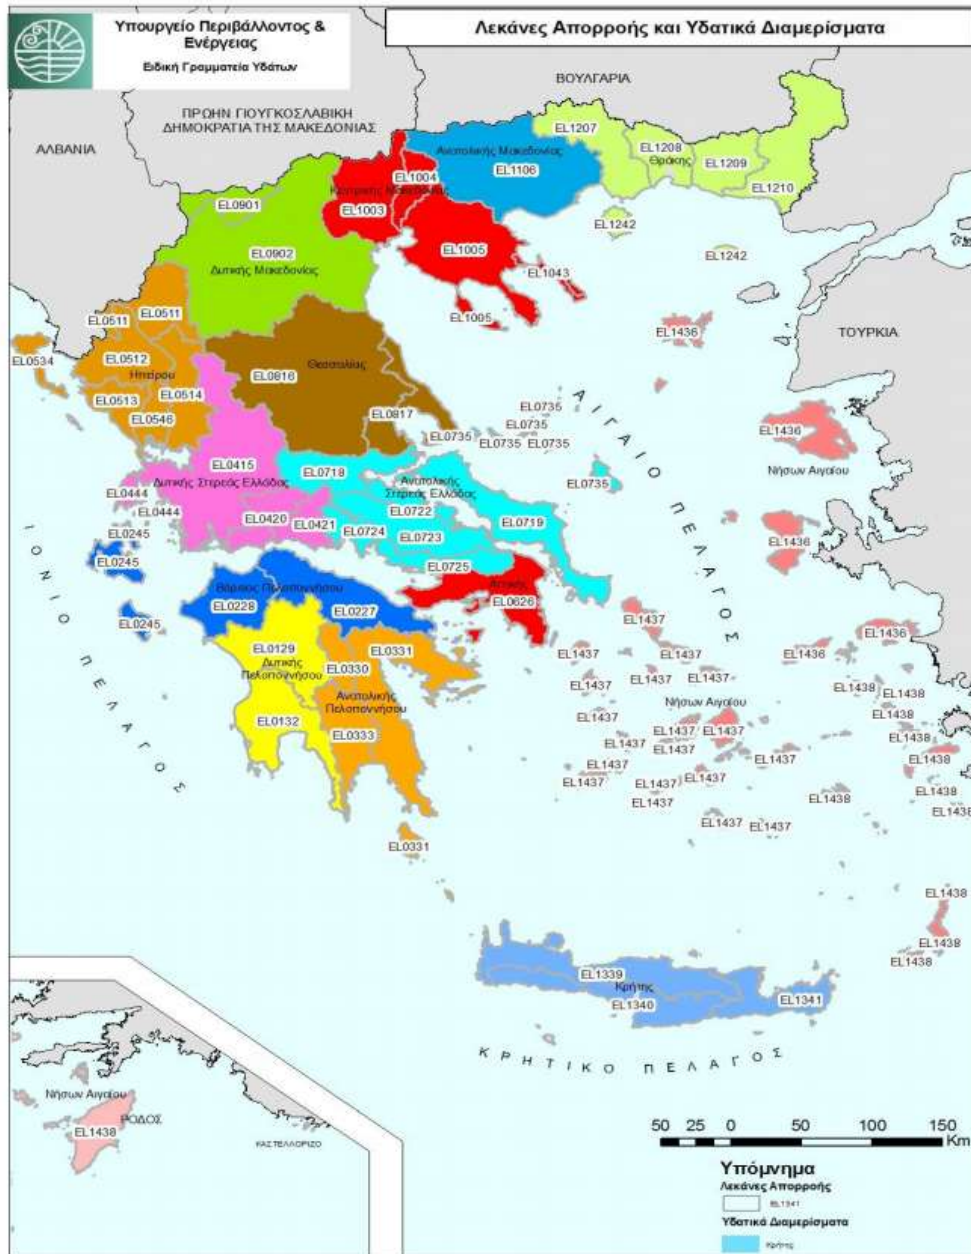 Υπουργείο Περιβάλλοντος &
Ενέργειας
Ειδική Γραμματεία Υδάτων
Λεκάνες Απορροής και Υδατικά Διαμερίσματα
ΒΟΥΛΓΑΡΙΑ
ΠΡΩΗΝ ΓΙΟΥΓΚΟΣΛΑΒΙΚΗ
ΔΗΜΟΚΡΑΤΙΑ ΤΗΣ ΜΑΚΕΔΟΝΙΑΣ
ΑΛΒΑΝΙΑ
EL1207
Ανατολικής Μακεδονίας
EL1106
EL1208
Θράκης
EL1209
EL1210
EL1004
Κεντρικής Μακεδονίας
EL1003
EL0901
EL1242
EL0902
Δυτικής Μακεδονίας
EL1005
EL1242
EL1043
EL1005
EL0511
EL0511
EL1436
ΤΟΥΡΚΙΑ
EL0534
EL0512
Ηπείρου
EL0816
Θεσσαλίας
EL0513
EL0514
EL0546
EL0817
EL0735
EL0735
EL0735
EL0735
EL0735
ΑΙΓΑΙΟ ΠΕΛΑΓΟΣ
EL1436
Νήσων Αιγαίου
EL0415
Δυτικής Στερεάς Ελλάδας
EL0718
Ανατολικής
Στερεάς Ελλάδας
EL0735
EL0444
EL0444
EL0722
EL0719
EL0420
EL0421
EL0724
EL0723
EL0725
EL1436
ΙΟΝΙΟ ΠΕΛΑΓΟΣ
EL0245
EL0245
EL0245
Βόρειας Πελοποννήσου
EL0228
EL0227
Αττικής
EL0626
EL1437
EL1436
EL0129
Δυτικής
Πελοποννήσου
EL0331
EL0330
EL1437
EL1437
EL1436
Ανατολικής
Πελοποννήσου
EL1437
EL1437
EL1437
EL1438
EL1438
EL0132
EL0333
Νήσων Αιγαίου
EL1437
EL1437
EL1437
EL1438
EL1438
EL1437
EL1437
EL1437
EL1438
EL1437
EL1437
EL1437
EL1438
EL1437
EL1438
EL1438
EL1437
EL1437
EL0331
EL1438
EL1438
EL1438
EL1339
Κρήτης
EL1340
EL1341
ΚΡΗΤΙΚΟ ΠΕΛΑΓΟΣ
Νήσων Αιγαίου
ΡΟΔΟΣ
EL1438
ΚΑΣΤΕΛΛΟΡΙΖΟ
50 25 0 50 100 150
Km
Υπόμνημα
Λεκάνες Απορροής
EL1341
Υδατικά Διαμερίσματα
Κρήτης